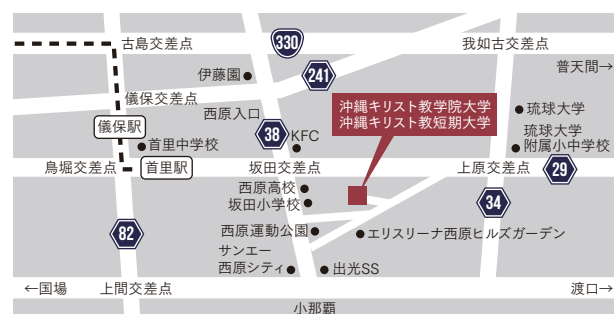 古島交差点
330
我如古交差点
普天間→
伊藤園
241
儀保交差点
西原入口
沖縄キリスト教学院大学
沖縄キリスト教短期大学
琉球大学
儀保駅
38
KFC
琉球大学
附属小中学校
首里中学校
鳥堀交差点
首里駅
坂田交差点
上原交差点
29
西原高校
坂田小学校
34
82
西原運動公園
エリスリーナ西原ヒルズガーデン
サンエー
西原シティ
出光SS
←国場
上間交差点
渡口→
小那覇